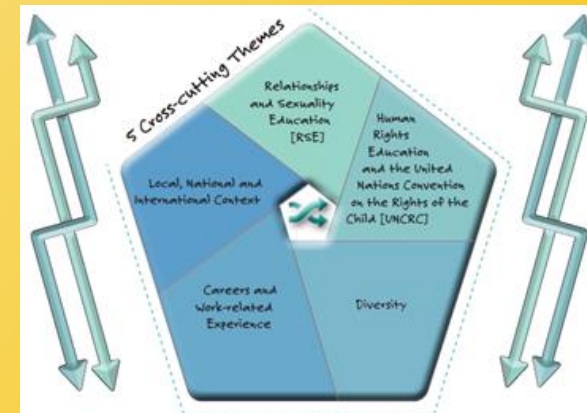 5 Cross-cutting Themes
Relationships
and Sexuality
Education
[RSE]
Human
Rights
Education
and the United
Nations Convention
on the Rights of the
Child [UNCRC]
Local, National and
International Context
Careers and
Work-related
Experience
Diversity